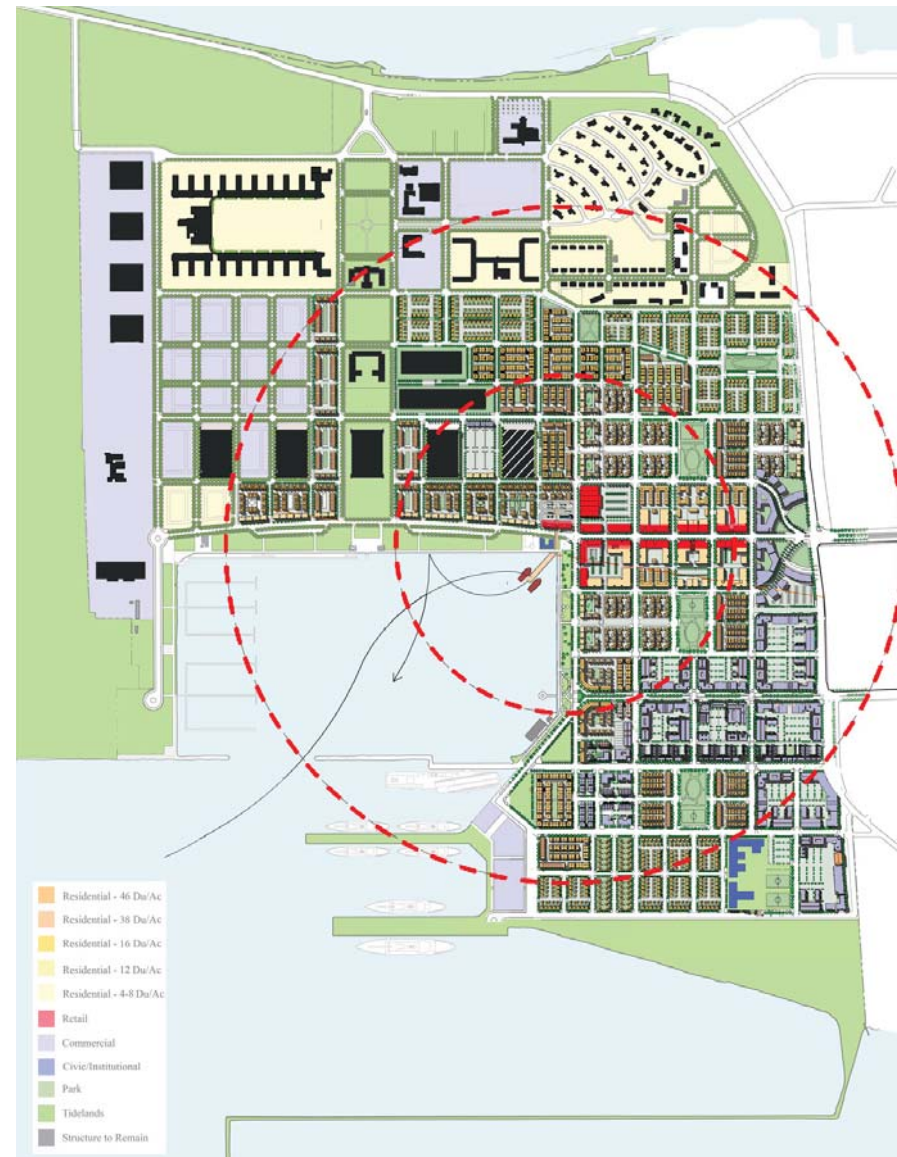 Residential - 46 Du/Ac
Residential - 38 Du/Ac
Residential - 16 Du/Ac
Residential - 12 Du/Ac
Residential - 4-8 Du/Ac
Retail
Commercial
Civic/Institutional
Park
Tidelands
Structure to Remain